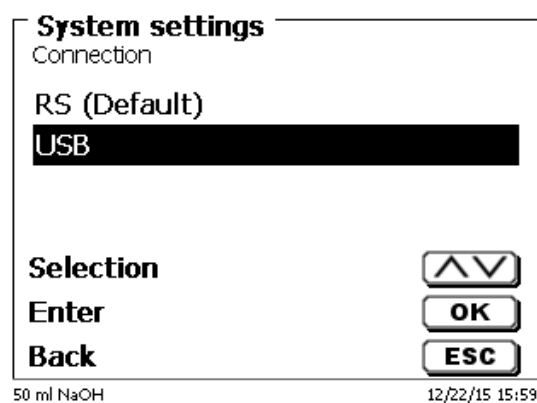 System settings
Connection
RS (Default)
USB
Selection
Enter OK
Back ESC
50 ml NaOH 12/22/15 15:59